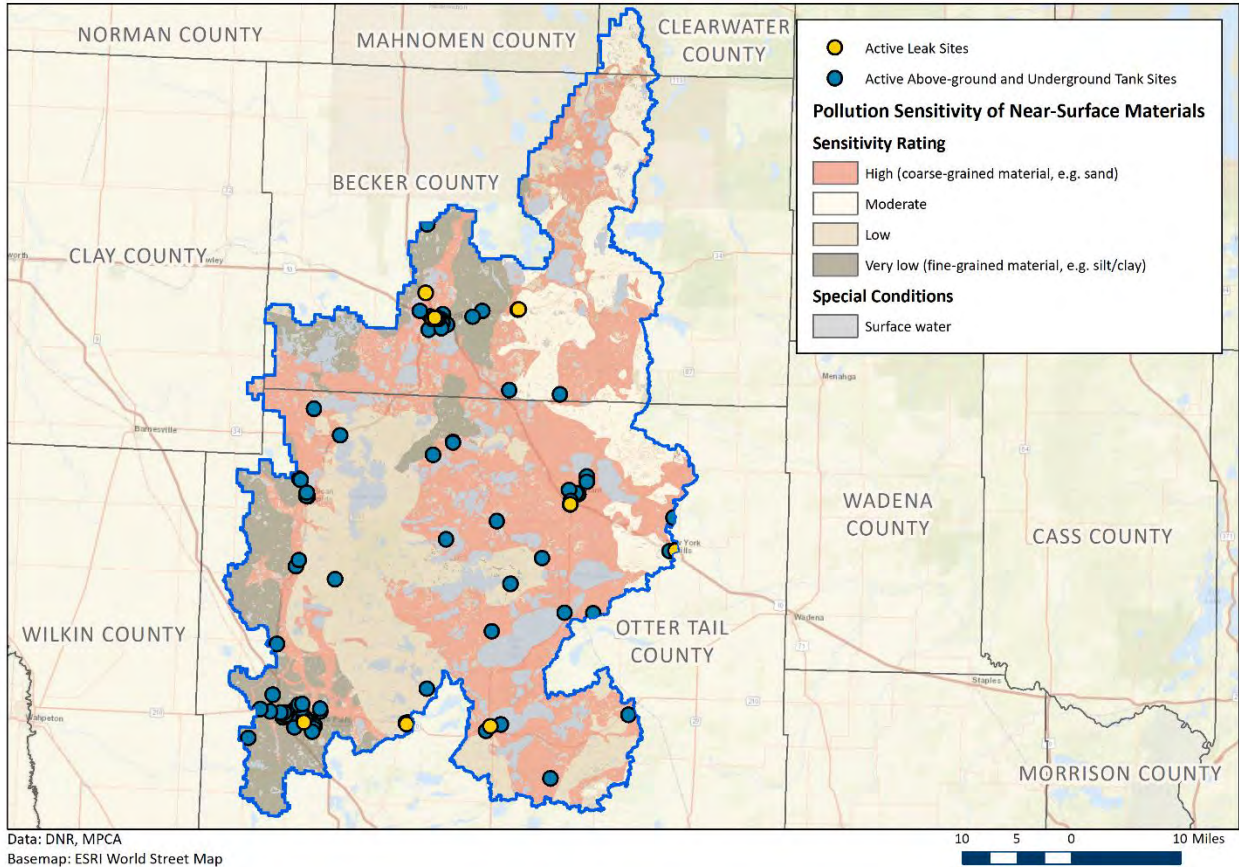 NORMAN COUNTY
MAHNOMEN COUNTY
CLEARWATER
COUNTY
BECKER COUNTY
CLAY COUNTY
WILKIN COUNTY
OTTER TAIL
COUNTY
WADENA
COUNTY
CASS COUNTY
MORRISON COUNTY
Barnesville
Menahga
Wadena
Staples
Wahpeton
Active Leak Sites
Active Above-ground and Underground Tank Sites
Pollution Sensitivity of Near-Surface Materials
Sensitivity Rating
High (coarse-grained material, e.g. sand)
Moderate
Low
Very low (fine-grained material, e.g. silt/clay)
Special Conditions
Surface water
Data: DNR, MPCA
Basemap: ESRI World Street Map
10 5 0 10 Miles